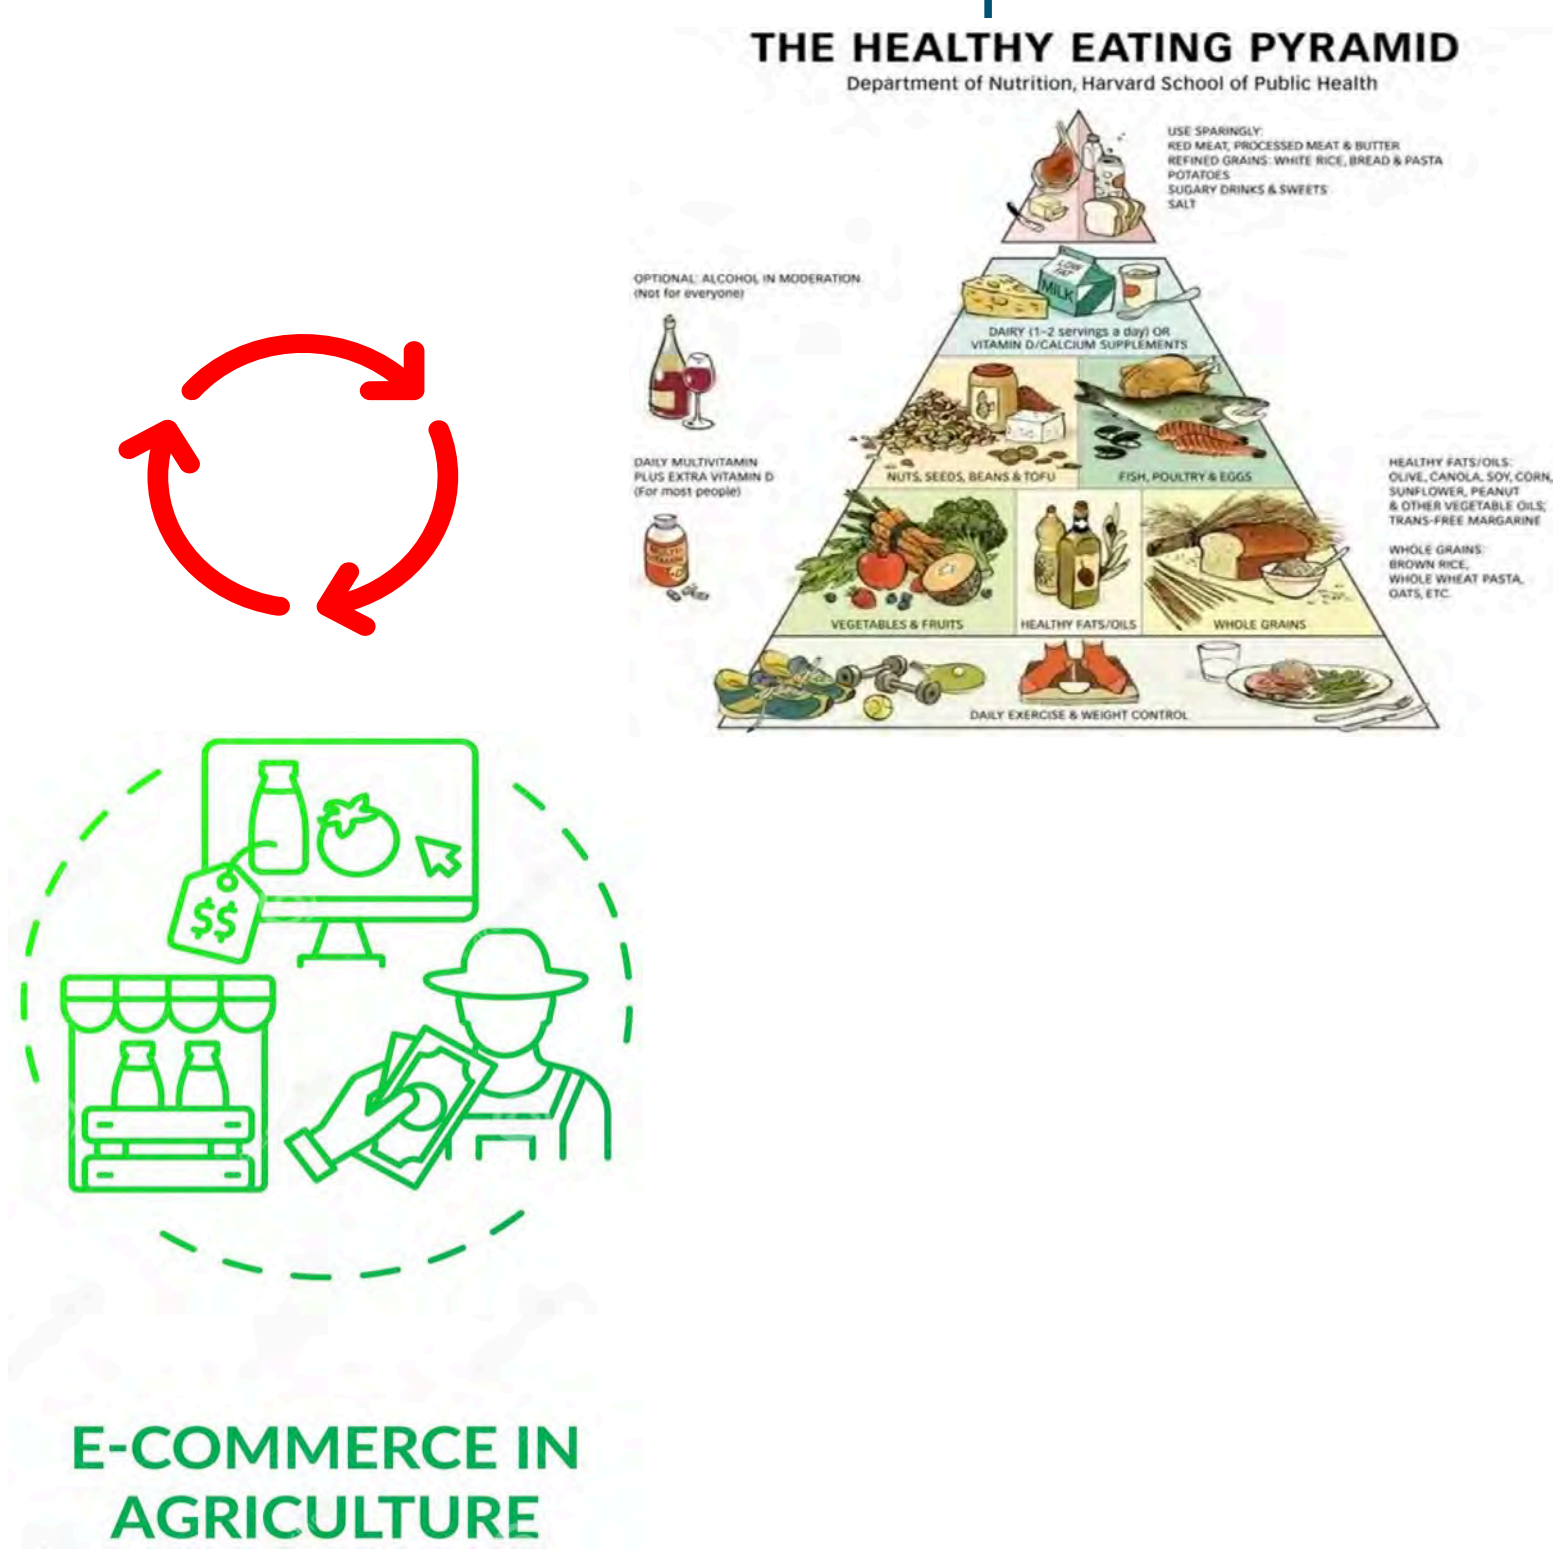 THE HEALTHY EATING PYRAMID
Department of Nutrition, Harvard School of Public Health
USE SPARINGLY:
RED MEAT, PROCESSED MEAT & BUTTER
REFINED GRAINS: WHITE RICE, BREAD & PASTA
POTATOES
SUGARY DRINKS & SWEETS
SALT
OPTIONAL: ALCOHOL IN MODERATION
(Not for everyone)
LOW
FAT
MILK
DAIRY (1–2 servings a day) OR
VITAMIN D/CALCIUM SUPPLEMENTS
DAILY MULTIVITAMIN
PLUS EXTRA VITAMIN D
(For most people)
MULTI-
VITAMIN
NUTS, SEEDS, BEANS & TOFU
FISH, POULTRY & EGGS
HEALTHY FATS/OILS:
OLIVE, CANOLA, SOY, CORN,
SUNFLOWER, PEANUT
& OTHER VEGETABLE OILS;
TRANS-FREE MARGARINE
WHOLE GRAINS:
BROWN RICE,
WHOLE WHEAT PASTA,
OATS, ETC.
VEGETABLES & FRUITS
HEALTHY FATS/OILS
WHOLE GRAINS
DAILY EXERCISE & WEIGHT CONTROL
$$
E-COMMERCE IN
AGRICULTURE